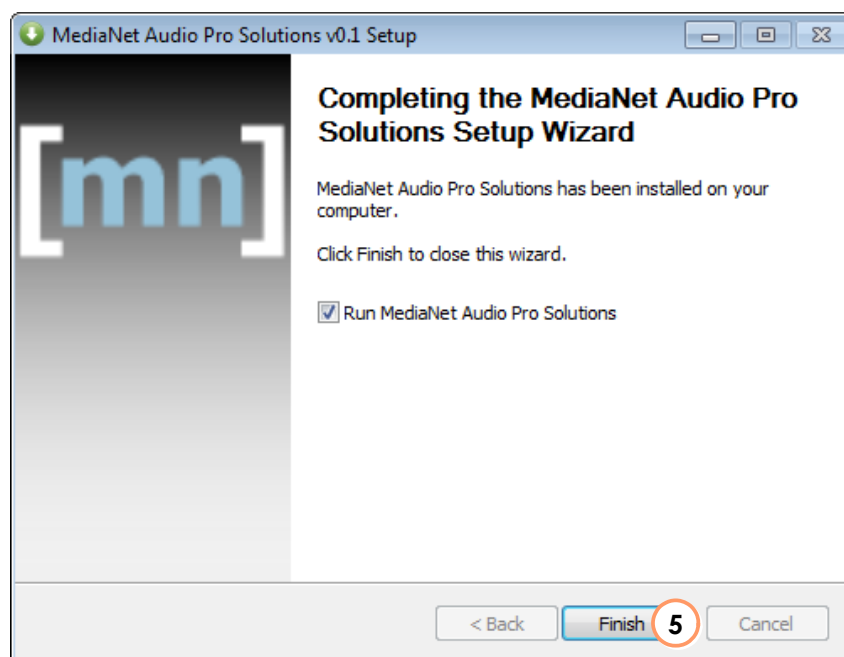 MediaNet Audio Pro Solutions v0.1 Setup
[mn]
Completing the MediaNet Audio Pro
Solutions Setup Wizard
MediaNet Audio Pro Solutions has been installed on your
computer.
Click Finish to close this wizard.
Run MediaNet Audio Pro Solutions
< Back
Finish
5
Cancel